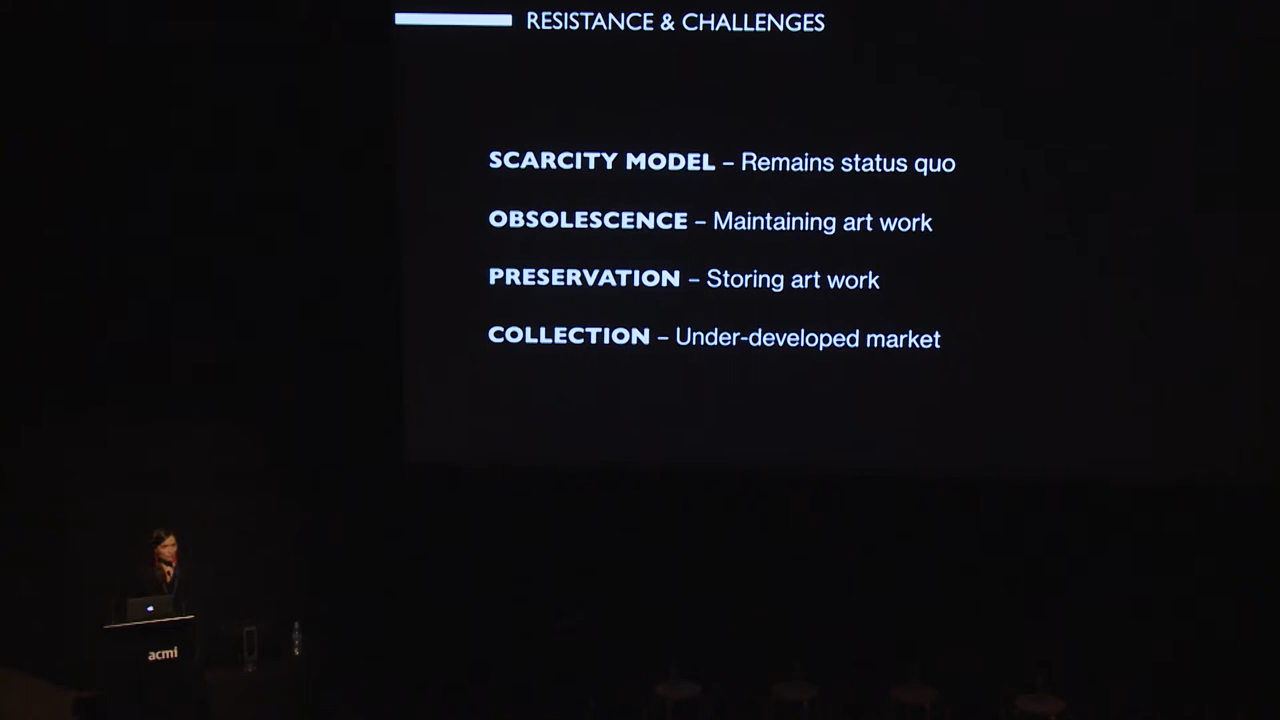 RESISTANCE & CHALLENGES
SCARCITY MODEL – Remains status quo
OBSOLESCENCE – Maintaining art work
PRESERVATION – Storing art work
COLLECTION – Under-developed market
acmi